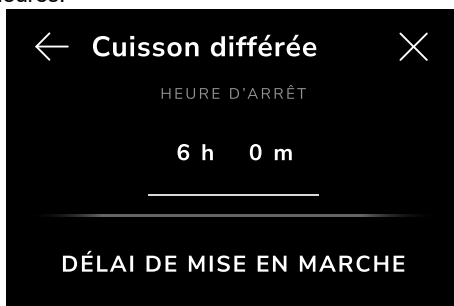 Cuisson différée
HEURE D'ARRÊT
6 h 0 m
DÉLAI DE MISE EN MARCHE